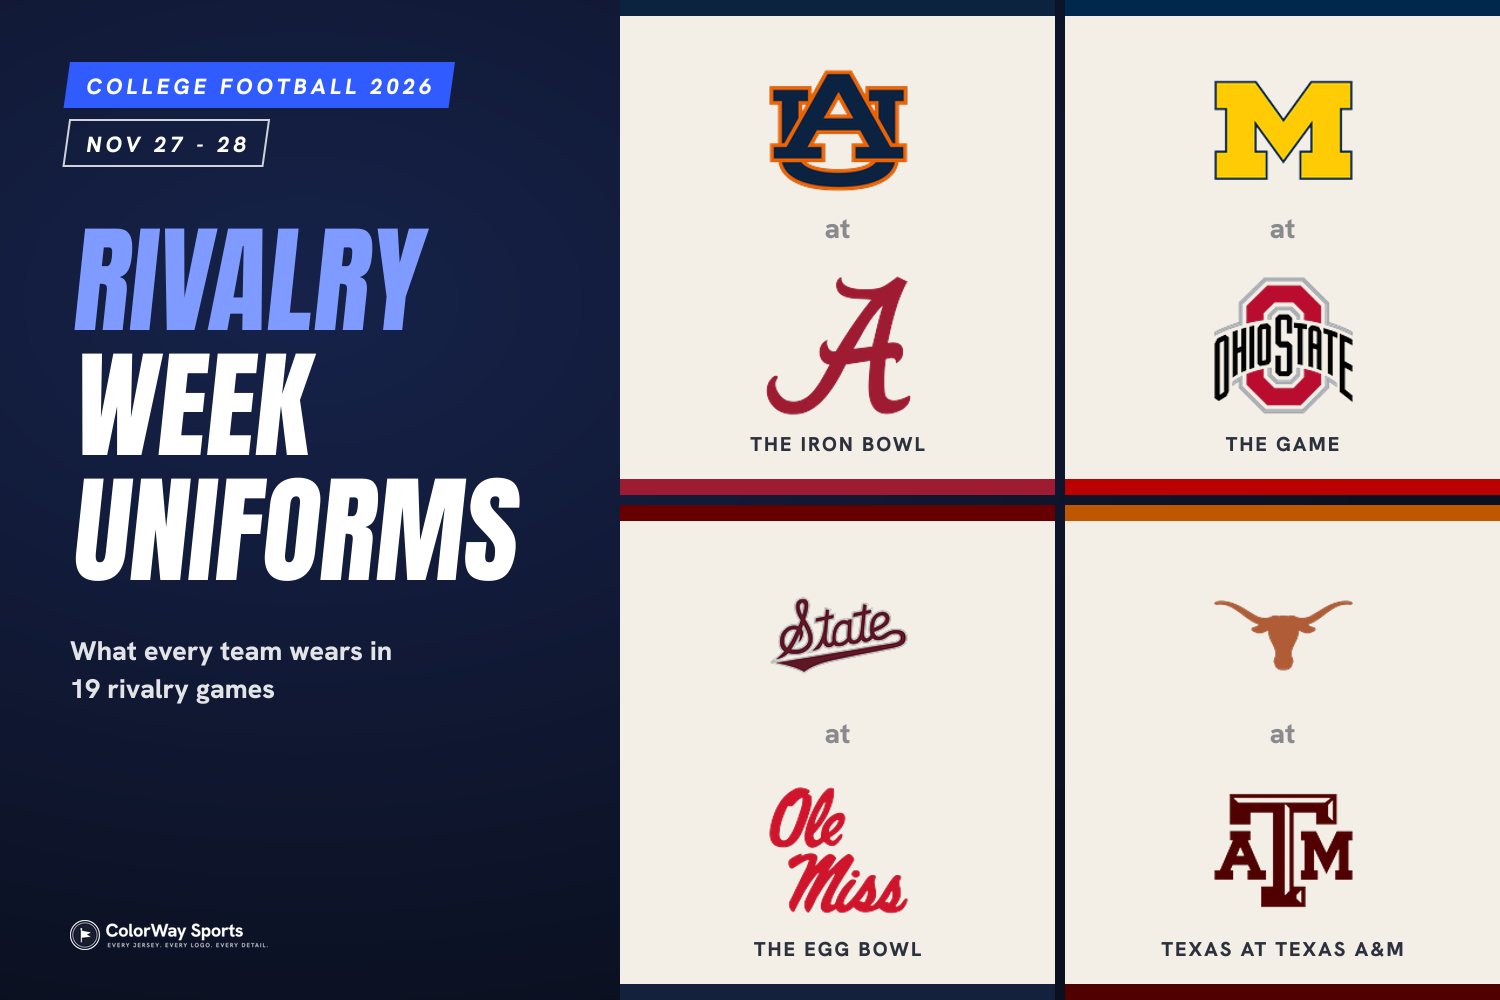 COLLEGE FOOTBALL 2026
NOV 27 - 28
RIVALRY
WEEK
UNIFORMS
What every team wears in
19 rivalry games
ColorWay Sports
EVERY JERSEY. EVERY LOGO. EVERY DETAIL.
AU
at
A
THE IRON BOWL
M
at
OHIO STATE
THE GAME
State
at
Ole
Miss
THE EGG BOWL
at
ATM
TEXAS AT TEXAS A&M